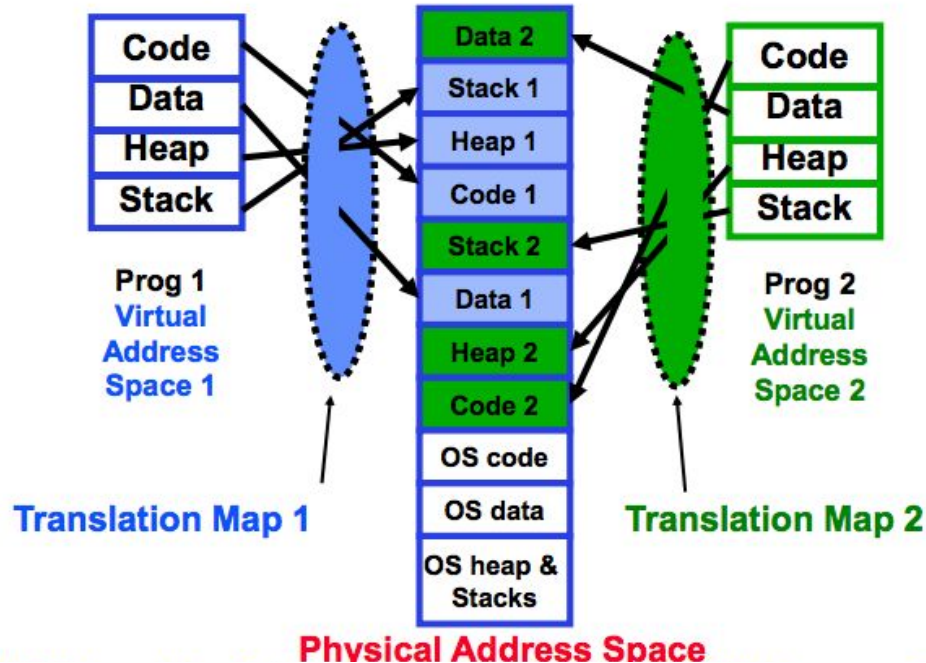 Code
Data
Heap
Stack
Prog 1
Virtual
Address
Space 1
Translation Map 1
Data 2
Stack 1
Heap 1
Code 1
Stack 2
Data 1
Heap 2
Code 2
OS code
OS data
OS heap &
Stacks
Physical Address Space
Code
Data
Heap
Stack
Prog 2
Virtual
Address
Space 2
Translation Map 2